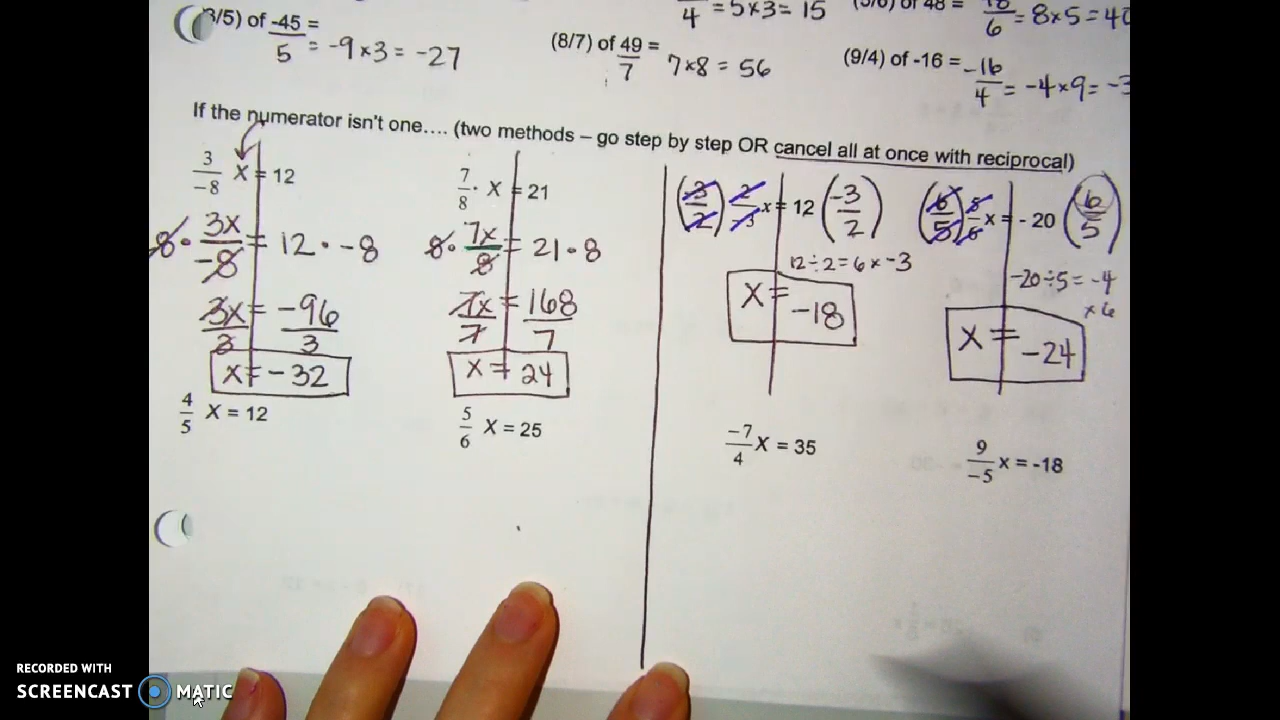 3/5) of -45 =
5 = -9 × 3 = -27
(8/7) of 49 =
7 7 × 8 = 56
4 = 5 × 3 = 15
of 48 =
6 = 8 × 5 = 40
(9/4) of -16 = -16
4 = -4 × 9 = -3
If the numerator isn't one.... (two methods – go step by step OR cancel all at once with reciprocal)
3/-8 X = 12
8 · 3x/-8 = 12 · -8
3x/3 = -96/3
x = -32
7/8 · X = 21
8 · 7x/8 = 21 · 8
7x/7 = 168/7
x = 24
(-3/2) 2/-3 x = 12 (-3/2)
12 ÷ 2 = 6 × -3
x = -18
(6/5) 5/6 x = - 20 (6/5)
-20 ÷ 5 = -4
× 6
x = -24
4/5 X = 12
5/6 X = 25
-7/4 X = 35
9/-5 x = -18
RECORDED WITH
SCREENCAST MATIC